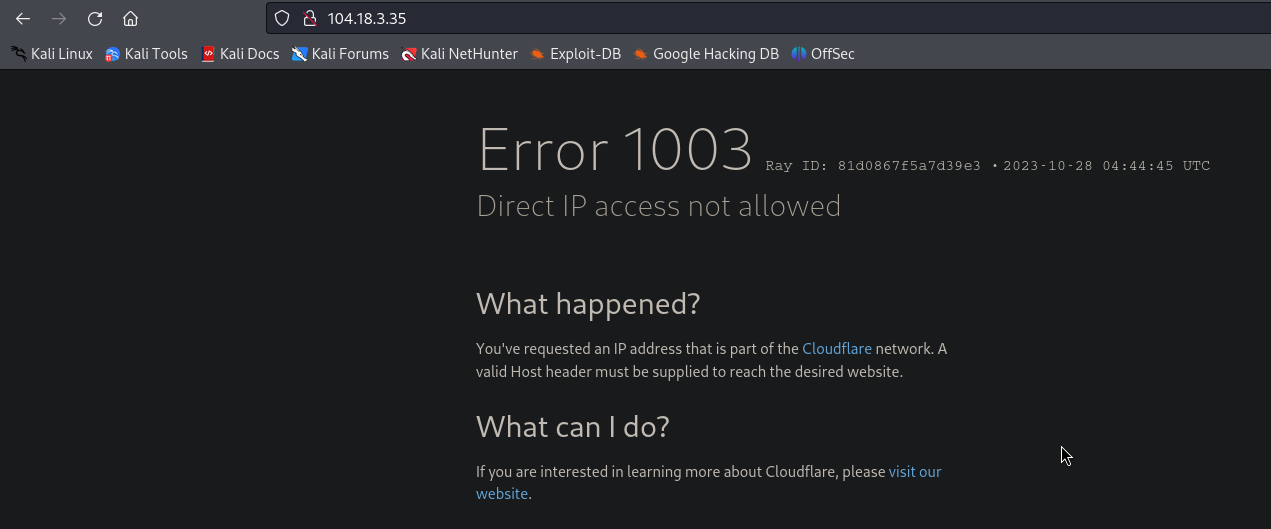 104.18.3.35
Kali Linux Kali Tools Kali Docs Kali Forums Kali NetHunter Exploit-DB Google Hacking DB OffSec
Error 1003 Ray ID: 81d0867f5a7d39e3 • 2023-10-28 04:44:45 UTC
Direct IP access not allowed
What happened?
You've requested an IP address that is part of the Cloudflare network. A
valid Host header must be supplied to reach the desired website.
What can I do?
If you are interested in learning more about Cloudflare, please visit our
website.